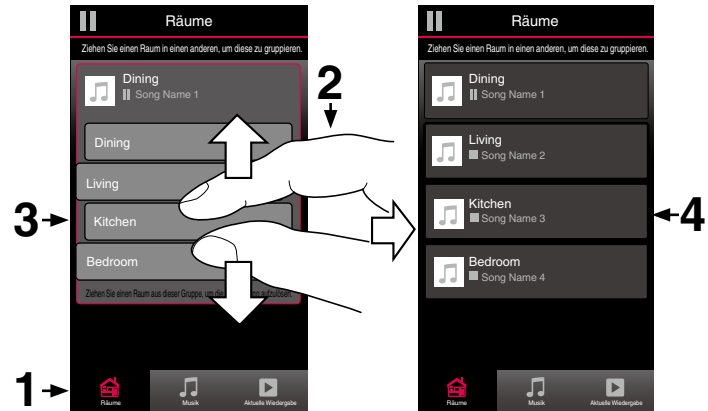 Räume
Ziehen Sie einen Raum in einen anderen, um diese zu gruppieren.
Dining
Song Name 1
Dining
Living
Kitchen
Bedroom
Ziehen Sie einen Raum aus dieser Gruppe, um die
ng aufzulösen.
Räume
Musik
Aktuelle Wiedergabe
1
2
3
Räume
Ziehen Sie einen Raum in einen anderen, um diese zu gruppieren.
Dining
Song Name 1
Living
Song Name 2
Kitchen
Song Name 3
Bedroom
Song Name 4
Räume
Musik
Aktuelle Wiedergabe
4